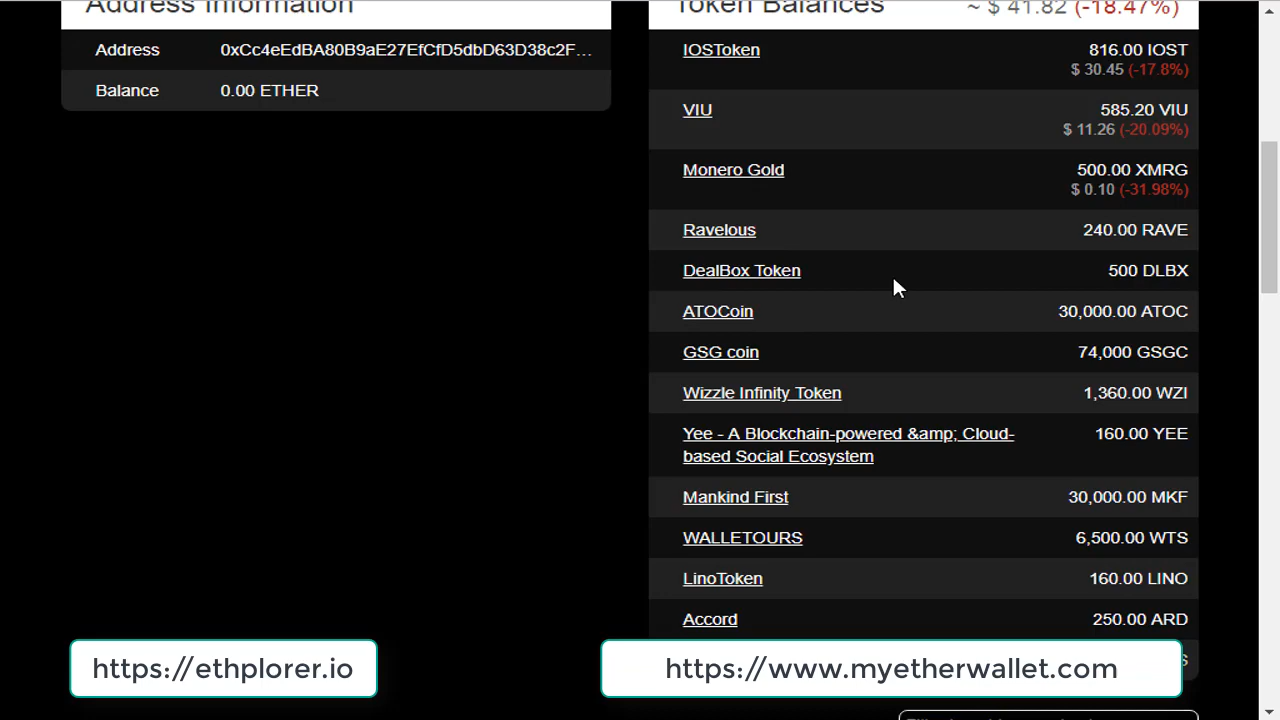 Address Information
Address 0xCc4eEdBA80B9aE27EfCfD5dbD63D38c2F...
Balance 0.00 ETHER
Token Balances ~ $ 41.82 (-18.47%)
IOSToken 816.00 IOST
$ 30.45 (-17.8%)
VIU 585.20 VIU
$ 11.26 (-20.09%)
Monero Gold 500.00 XMRG
$ 0.10 (-31.98%)
Ravelous 240.00 RAVE
DealBox Token 500 DLBX
ATOCoin 30,000.00 ATOC
GSG coin 74,000 GSGC
Wizzle Infinity Token 1,360.00 WZI
Yee - A Blockchain-powered &amp; Cloud- 160.00 YEE
based Social Ecosystem
Mankind First 30,000.00 MKF
WALLETOURS 6,500.00 WTS
LinoToken 160.00 LINO
Accord 250.00 ARD
https://ethplorer.io
https://www.myetherwallet.com